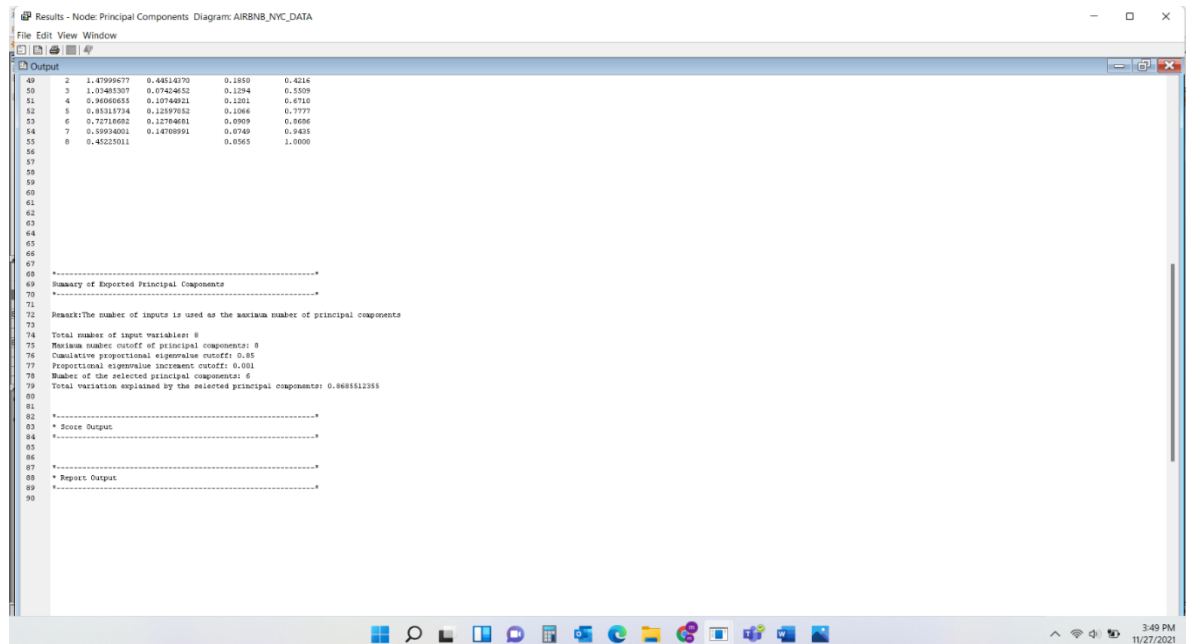 Results - Node: Principal Components Diagram: AIRBNB_NYC_DATA
File Edit View Window
Output
49 2 1.47999677 0.44514370 0.1850 0.4216
50 3 1.03485307 0.07424652 0.1294 0.5509
51 4 0.96060655 0.10744921 0.1201 0.6710
52 5 0.85315734 0.12597052 0.1066 0.7777
53 6 0.72718682 0.12784681 0.0909 0.8686
54 7 0.59934001 0.14708991 0.0749 0.9435
55 8 0.45225011 0.0565 1.0000
56
57
58
59
60
61
62
63
64
65
66
67
68 *------------------------------------------------------------*
69 Summary of Exported Principal Components
70 *------------------------------------------------------------*
71
72 Remark:The number of inputs is used as the maximum number of principal components
73
74 Total number of input variables: 8
75 Maximum number cutoff of principal components: 8
76 Cumulative proportional eigenvalue cutoff: 0.85
77 Proportional eigenvalue increment cutoff: 0.001
78 Number of the selected principal components: 6
79 Total variation explained by the selected principal components: 0.8685512355
80
81
82 *------------------------------------------------------------*
83 * Score Output
84 *------------------------------------------------------------*
85
86
87 *------------------------------------------------------------*
88 * Report Output
89 *------------------------------------------------------------*
90
3:49 PM
11/27/2021